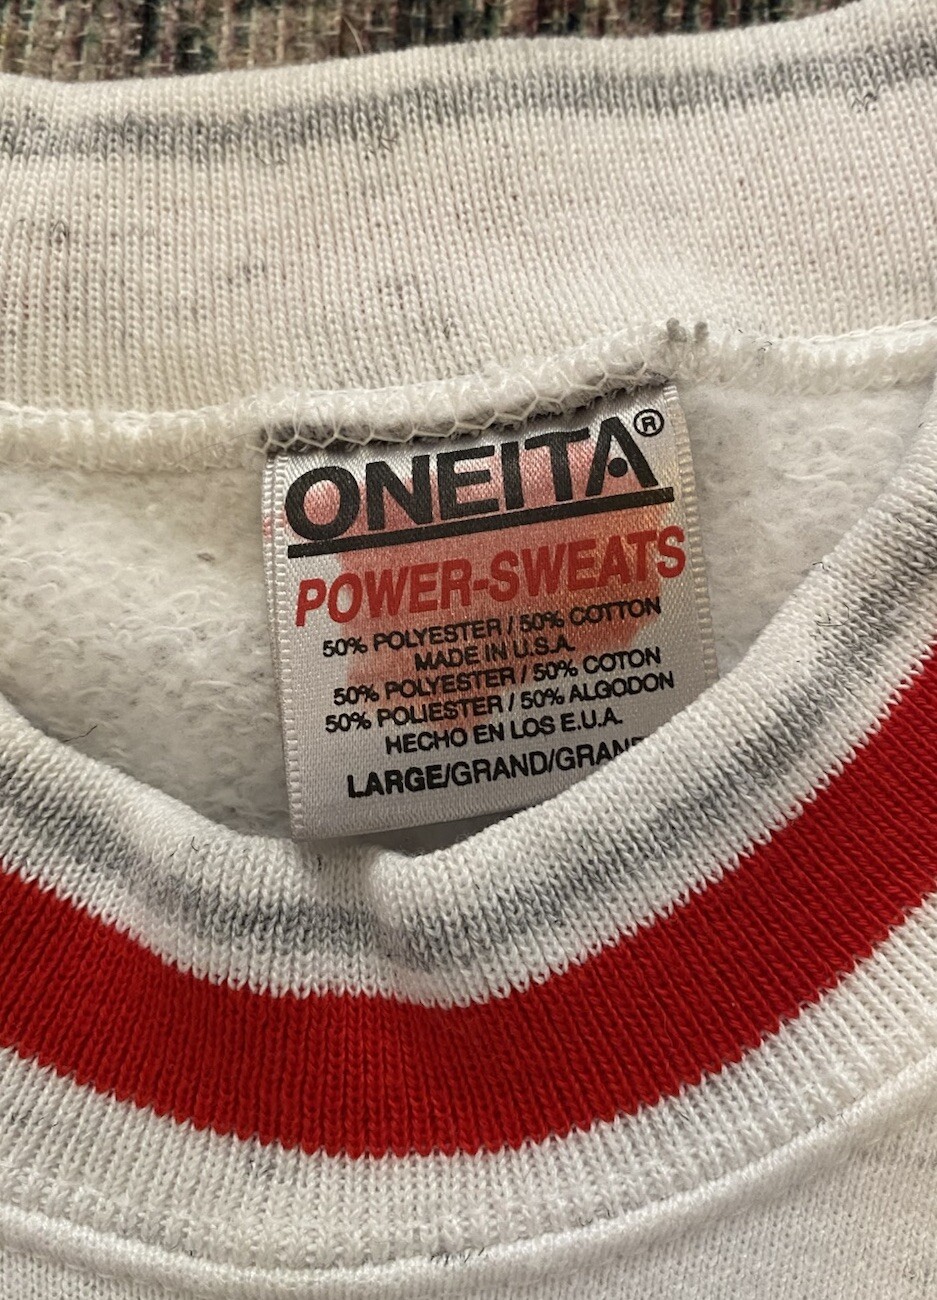 ONEITA®
POWER-SWEATS
50% POLYESTER / 50% COTTON
MADE IN U.S.A.
50% POLYESTER / 50% COTON
50% POLIESTER / 50% ALGODON
HECHO EN LOS E.U.A.
LARGE/GRAND/